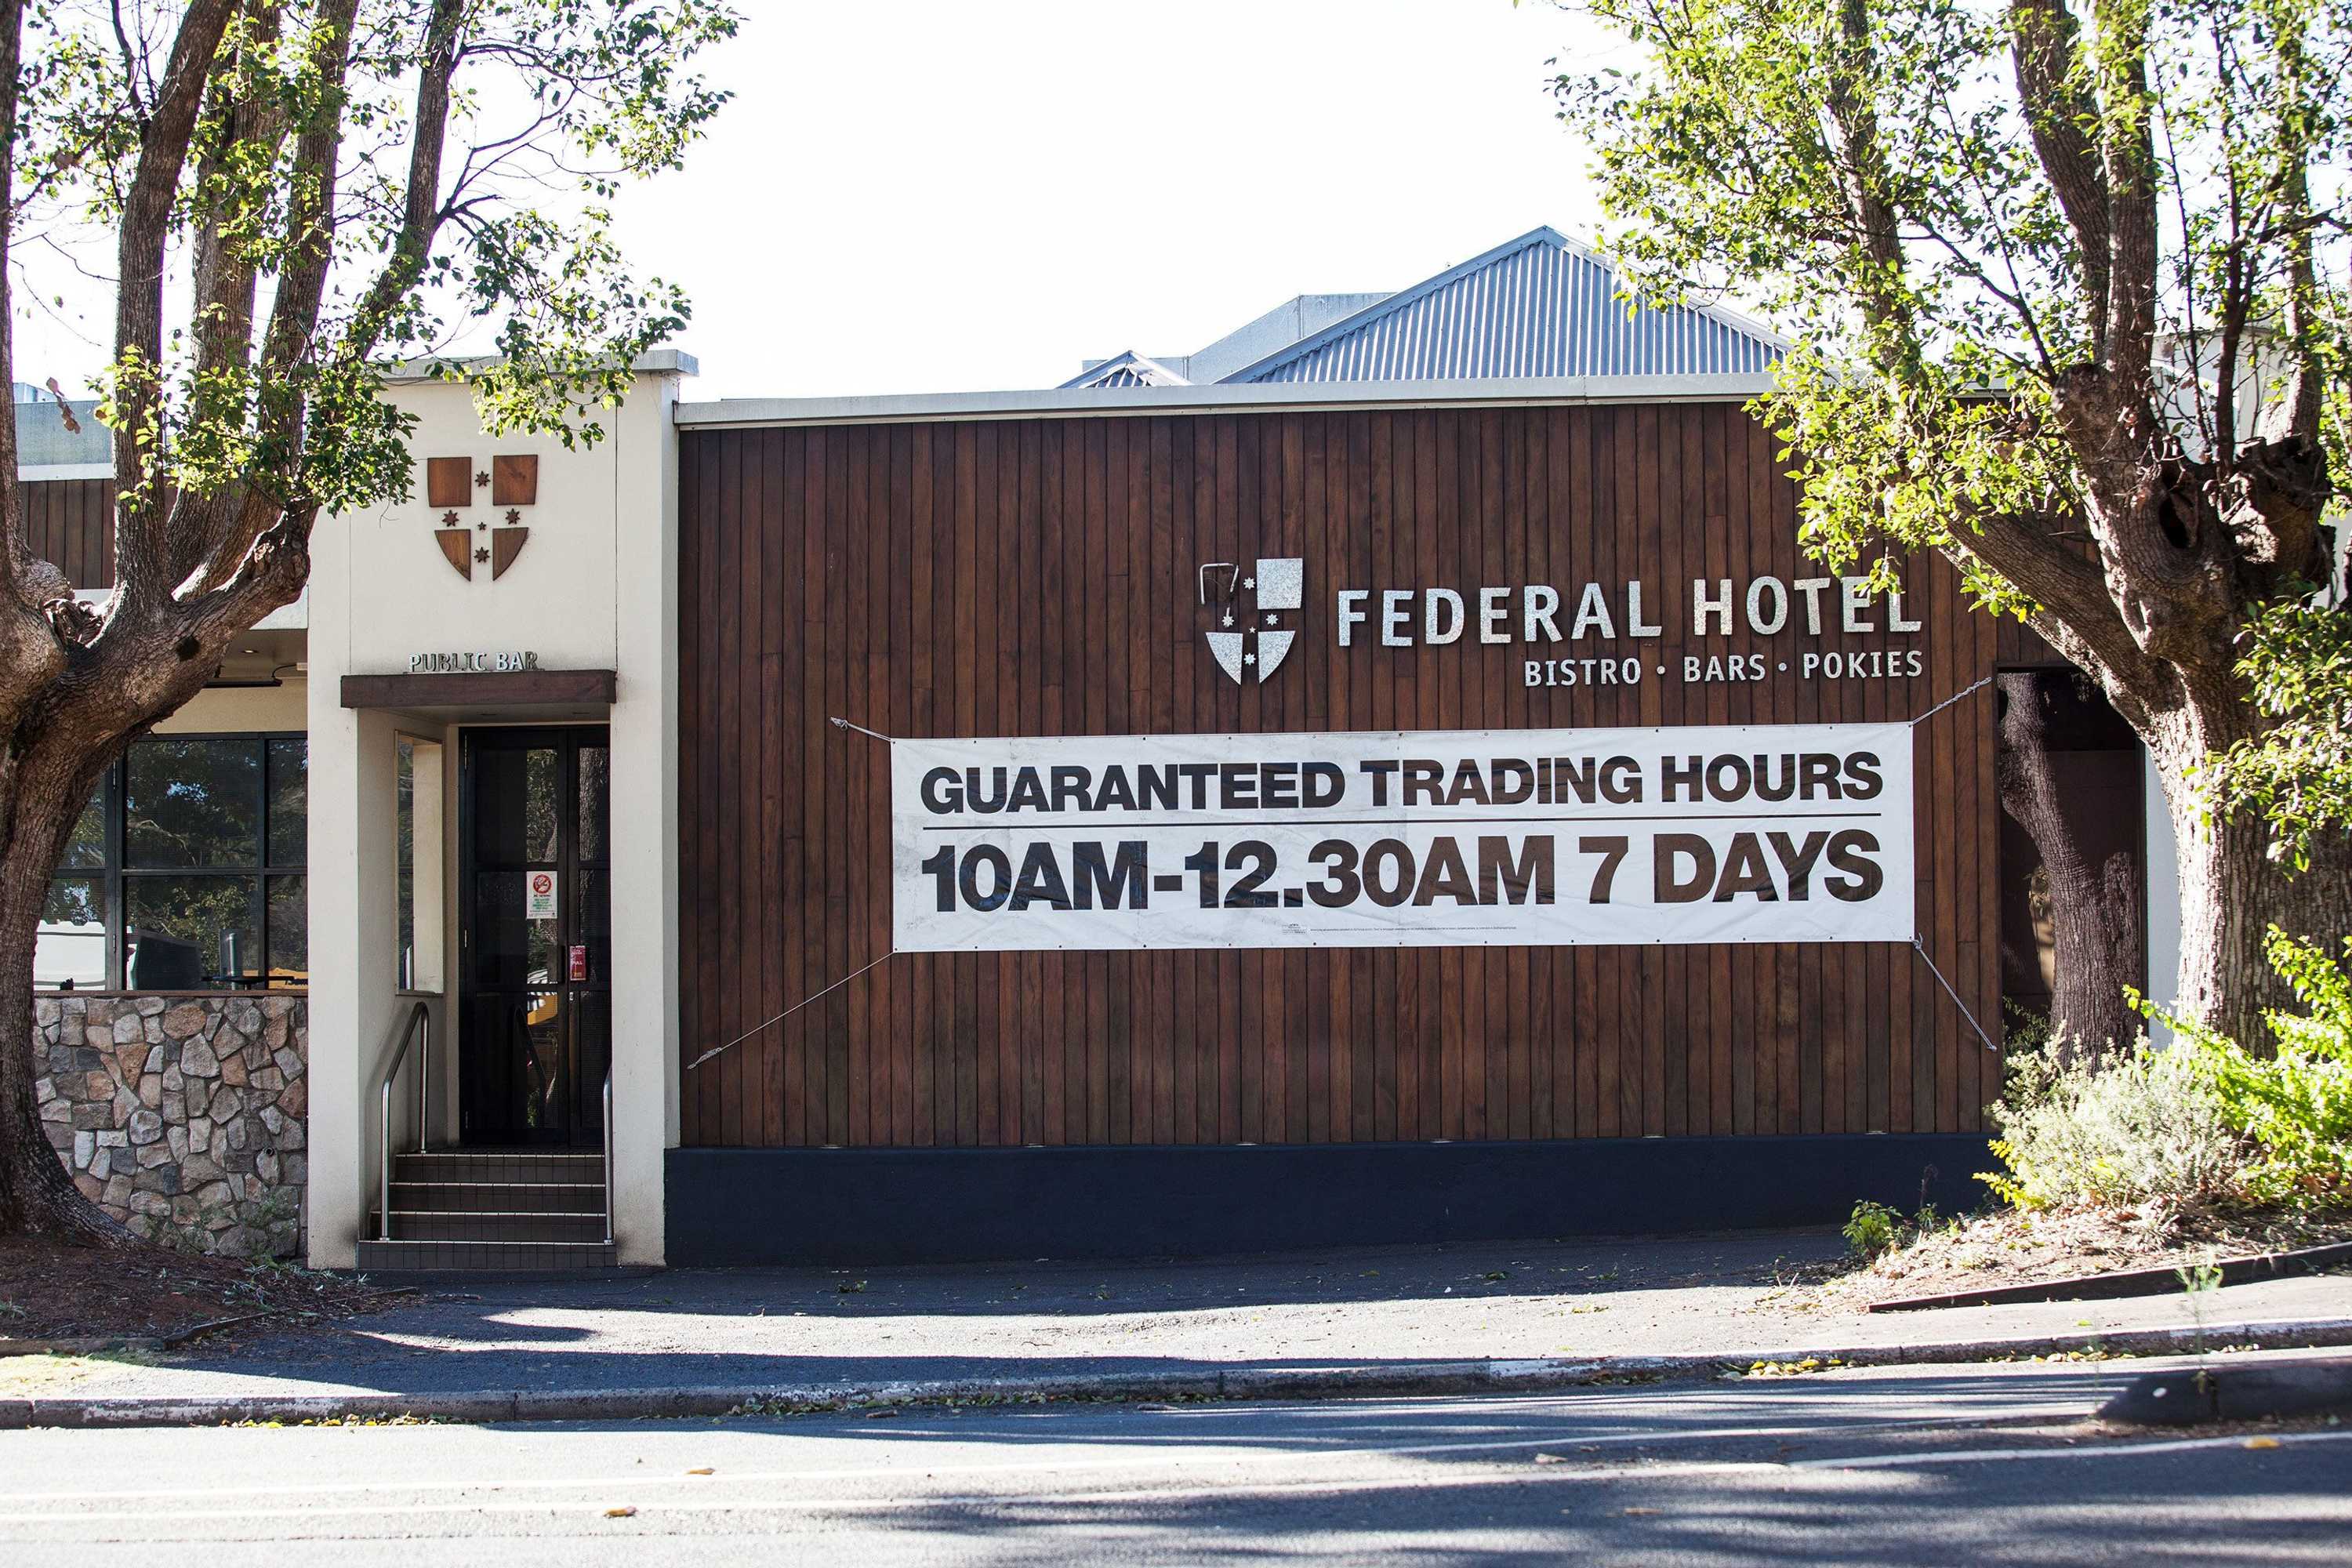 PUBLIC BAR
FEDERAL HOTEL
BISTRO • BARS • POKIES
GUARANTEED TRADING HOURS
10AM-12.30AM 7 DAYS